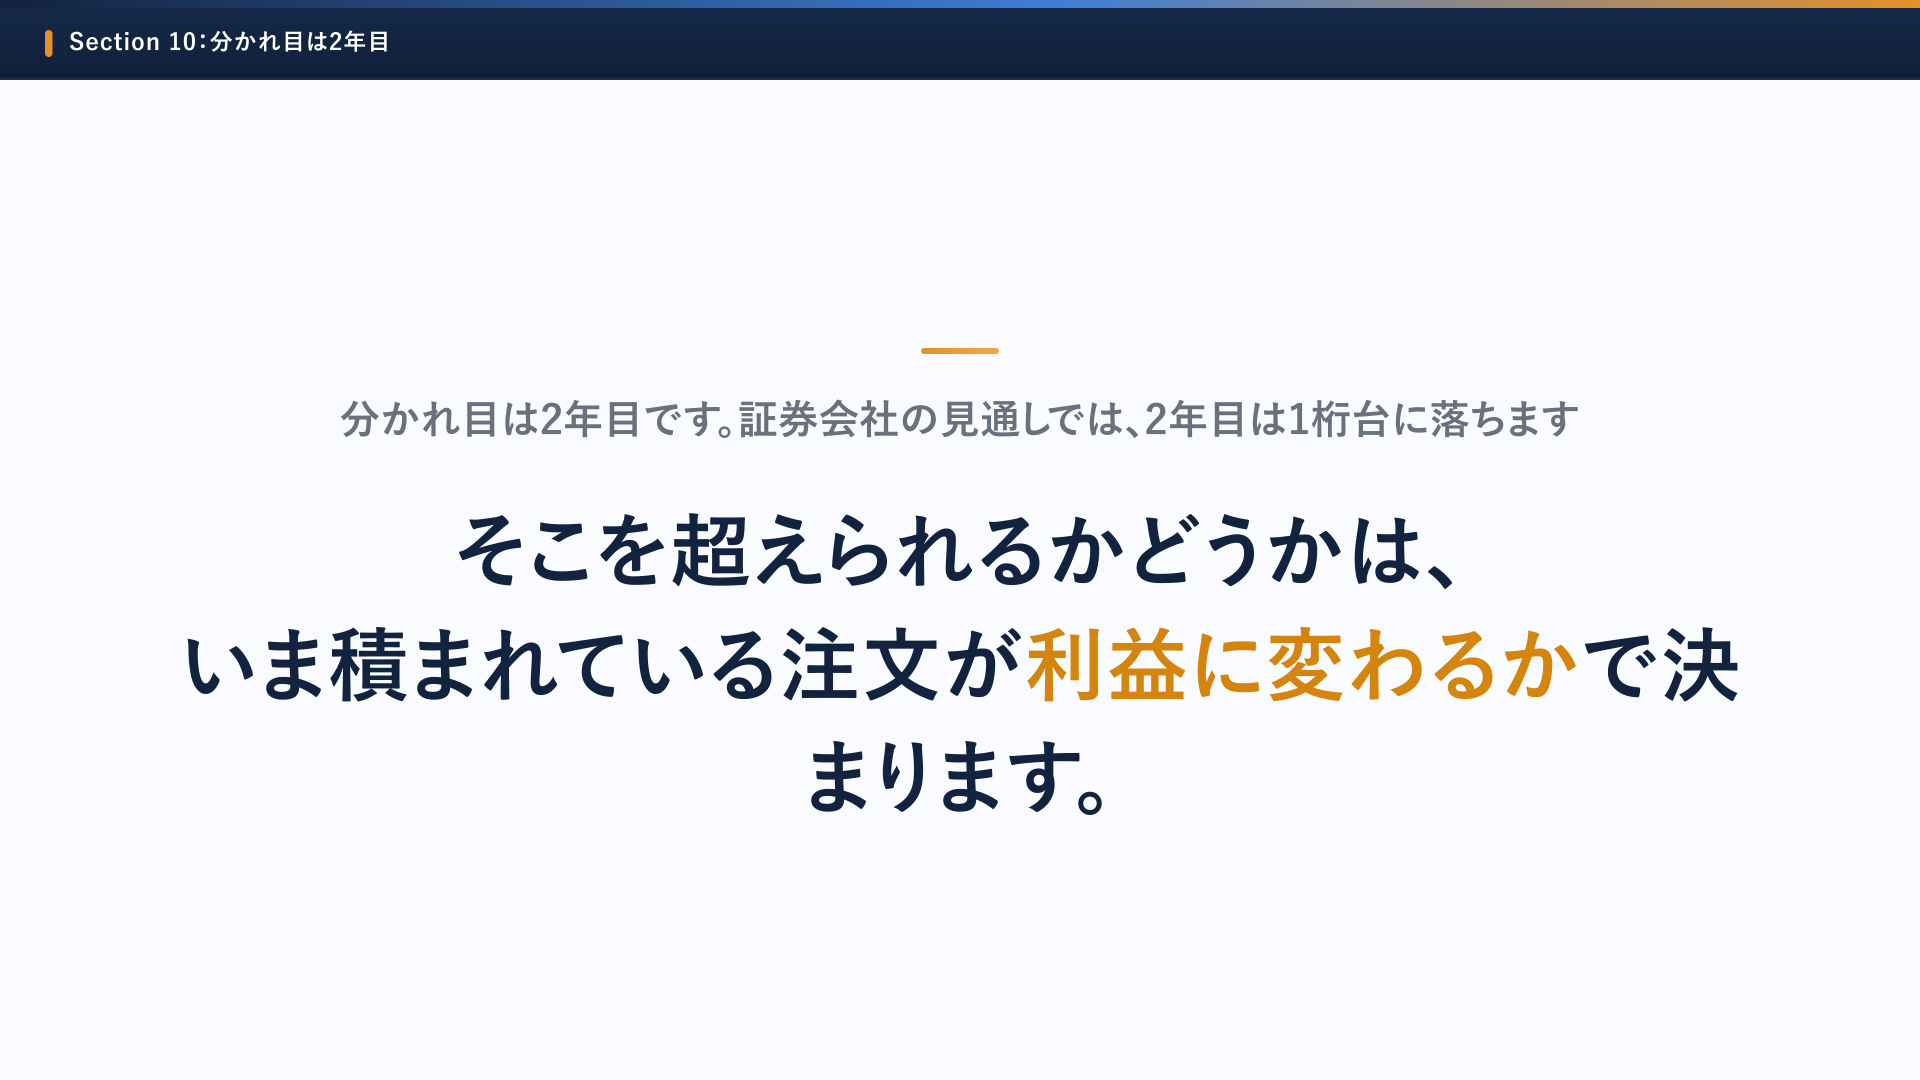 Section 10：分かれ目は2年目
分かれ目は2年目です。証券会社の見通しでは、2年目は1桁台に落ちます
そこを超えられるかどうかは、
いま積まれている注文が利益に変わるかで決
まります。